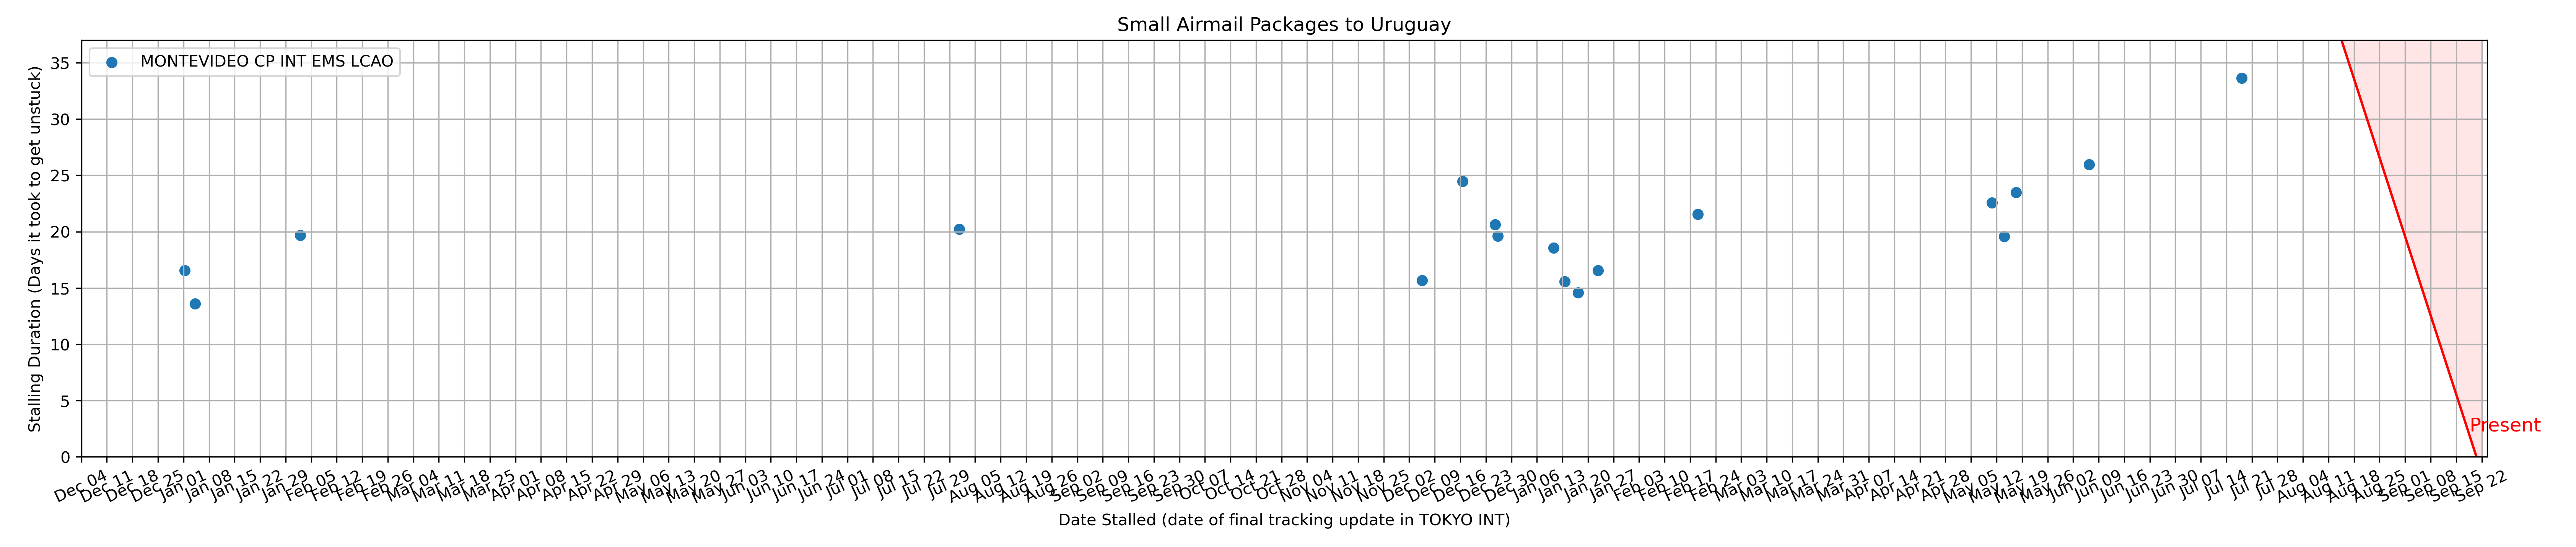 Small Airmail Packages to Uruguay
MONTEVIDEO CP INT EMS LCAO
Stalling Duration (Days it took to get unstuck)
35
30
25
20
15
10
5
0
Present
Dec 04
Dec 11
Dec 18
Dec 25
Jan 01
Jan 08
Jan 15
Jan 22
Jan 29
Feb 05
Feb 12
Feb 19
Feb 26
Mar 04
Mar 11
Mar 18
Mar 25
Apr 01
Apr 08
Apr 15
Apr 22
Apr 29
May 06
May 13
May 20
May 27
Jun 03
Jun 10
Jun 17
Jun 24
Jul 01
Jul 08
Jul 15
Jul 22
Jul 29
Aug 05
Aug 12
Aug 19
Aug 26
Sep 02
Sep 09
Sep 16
Sep 23
Sep 30
Oct 07
Oct 14
Oct 21
Oct 28
Nov 04
Nov 11
Nov 18
Nov 25
Dec 02
Dec 09
Dec 16
Dec 23
Dec 30
Jan 06
Jan 13
Jan 20
Jan 27
Feb 03
Feb 10
Feb 17
Feb 24
Mar 03
Mar 10
Mar 17
Mar 24
Mar 31
Apr 07
Apr 14
Apr 21
Apr 28
May 05
May 12
May 19
May 26
Jun 02
Jun 09
Jun 16
Jun 23
Jun 30
Jul 07
Jul 14
Jul 21
Jul 28
Aug 04
Aug 11
Aug 18
Aug 25
Sep 01
Sep 08
Sep 15
Sep 22
Date Stalled (date of final tracking update in TOKYO INT)